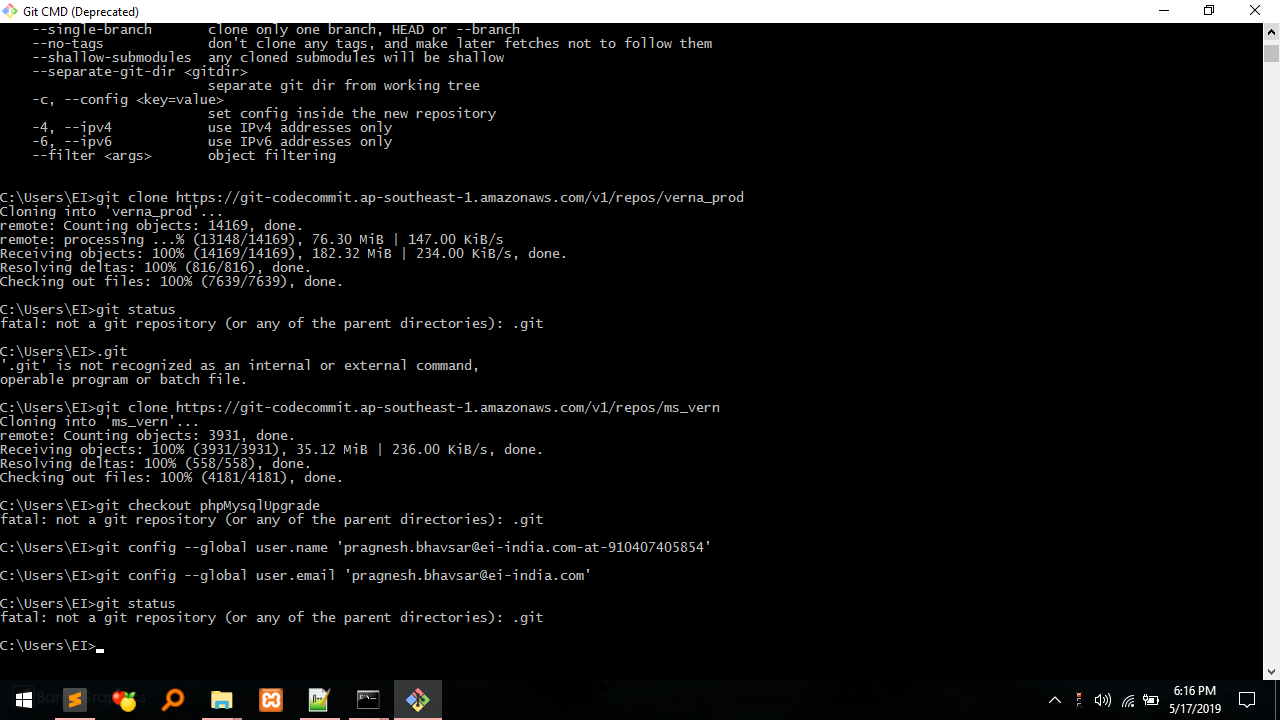 Git CMD (Deprecated)
--single-branch clone only one branch, HEAD or --branch
--no-tags don't clone any tags, and make later fetches not to follow them
--shallow-submodules any cloned submodules will be shallow
--separate-git-dir <gitdir>
separate git dir from working tree
-c, --config <key=value>
set config inside the new repository
-4, --ipv4 use IPv4 addresses only
-6, --ipv6 use IPv6 addresses only
--filter <args> object filtering
C:\Users\EI>git clone https://git-codecommit.ap-southeast-1.amazonaws.com/v1/repos/verna_prod
Cloning into 'verna_prod'...
remote: Counting objects: 14169, done.
remote: processing ...% (13148/14169), 76.30 MiB | 147.00 KiB/s
Receiving objects: 100% (14169/14169), 182.32 MiB | 234.00 KiB/s, done.
Resolving deltas: 100% (816/816), done.
Checking out files: 100% (7639/7639), done.
C:\Users\EI>git status
fatal: not a git repository (or any of the parent directories): .git
C:\Users\EI>.git
'.git' is not recognized as an internal or external command,
operable program or batch file.
C:\Users\EI>git clone https://git-codecommit.ap-southeast-1.amazonaws.com/v1/repos/ms_vern
Cloning into 'ms_vern'...
remote: Counting objects: 3931, done.
Receiving objects: 100% (3931/3931), 35.12 MiB | 236.00 KiB/s, done.
Resolving deltas: 100% (558/558), done.
Checking out files: 100% (4181/4181), done.
C:\Users\EI>git checkout phpMysqlUpgrade
fatal: not a git repository (or any of the parent directories): .git
C:\Users\EI>git config --global user.name 'pragnesh.bhavsar@ei-india.com-at-910407405854'
C:\Users\EI>git config --global user.email 'pragnesh.bhavsar@ei-india.com'
C:\Users\EI>git status
fatal: not a git repository (or any of the parent directories): .git
C:\Users\EI>
6:16 PM
5/17/2019